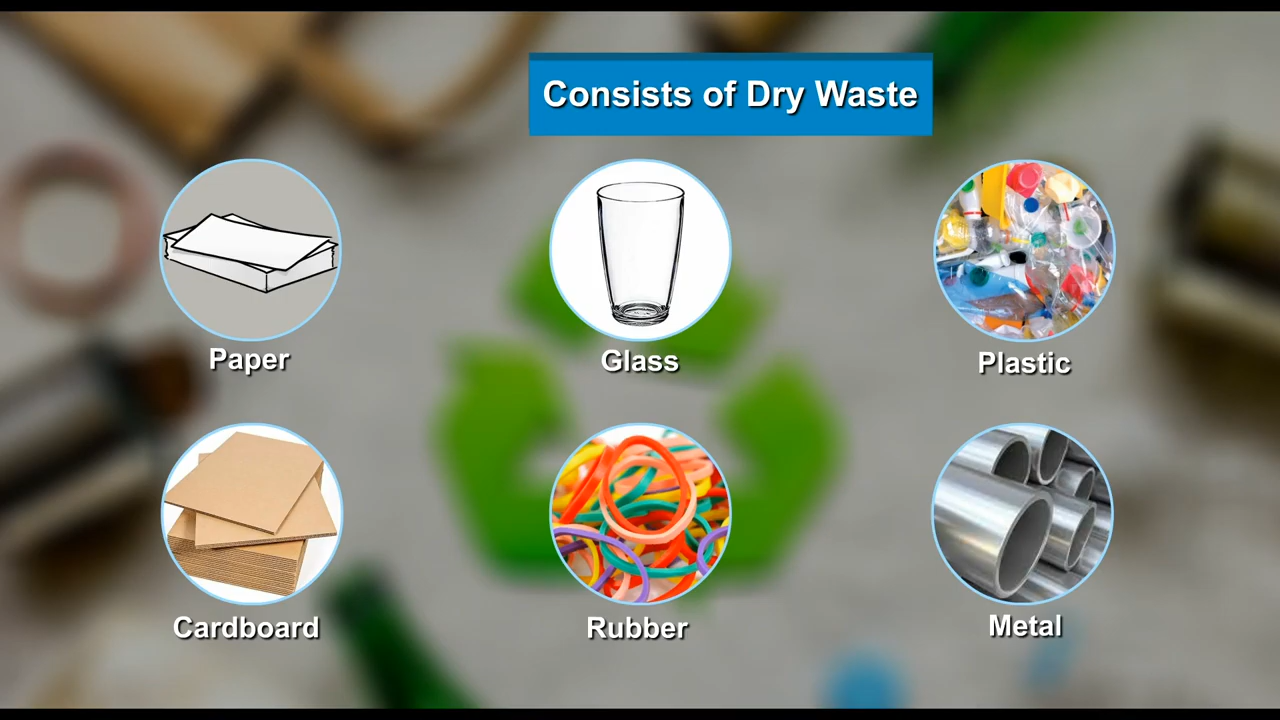 Consists of Dry Waste
Paper
Glass
Plastic
Cardboard
Rubber
Metal